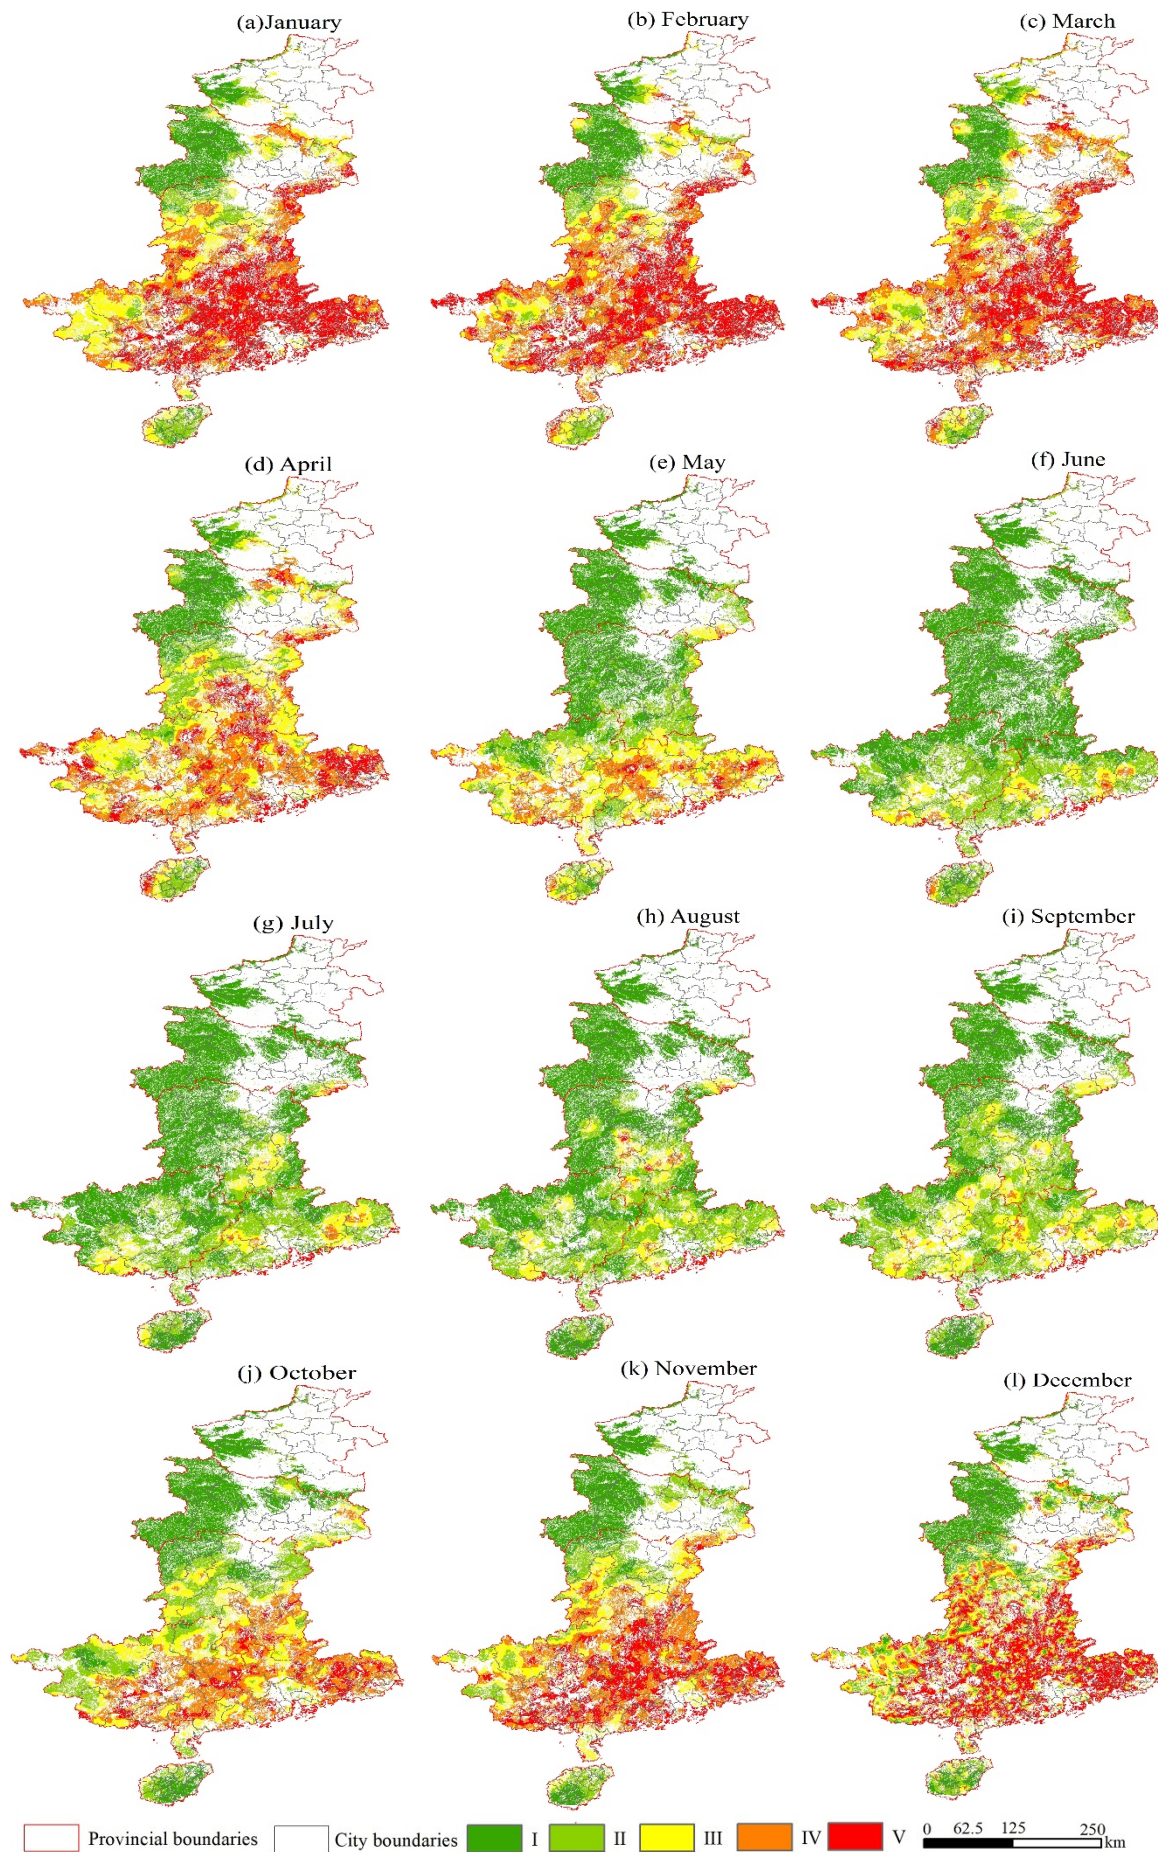 (a)January
(b) February
(c) March
(d) April
(e) May
(f) June
(g) July
(h) August
(i) September
(j) October
(k) November
(l) December
Provincial boundaries City boundaries I II III IV V 0 62.5 125 250 km